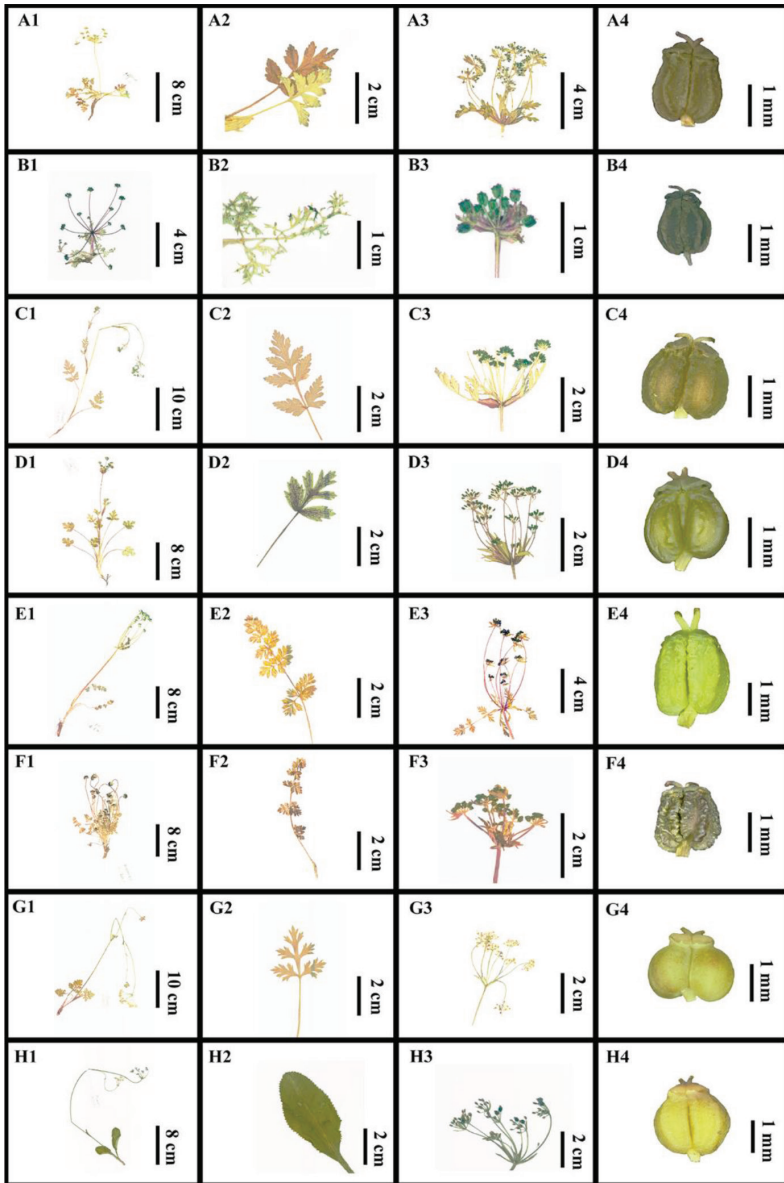 A1
8 cm
A2
2 cm
A3
4 cm
A4
1 mm
B1
4 cm
B2
1 cm
B3
1 cm
B4
1 mm
C1
10 cm
C2
2 cm
C3
2 cm
C4
1 mm
D1
8 cm
D2
2 cm
D3
2 cm
D4
1 mm
E1
8 cm
E2
2 cm
E3
4 cm
E4
1 mm
F1
8 cm
F2
2 cm
F3
2 cm
F4
1 mm
G1
10 cm
G2
2 cm
G3
2 cm
G4
1 mm
H1
8 cm
H2
2 cm
H3
2 cm
H4
1 mm